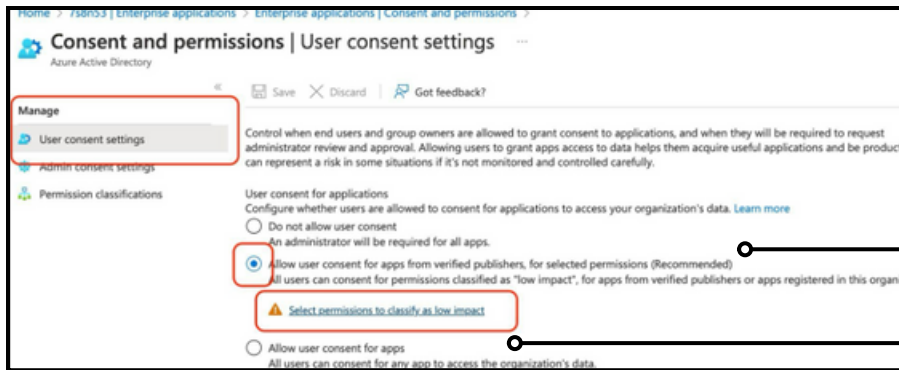 Home > 7s8n53 | Enterprise applications > Enterprise applications | Consent and permissions >
Consent and permissions | User consent settings ...
Azure Active Directory
«
Save Discard Got feedback?
Manage
User consent settings
Admin consent settings
Permission classifications
Control when end users and group owners are allowed to grant consent to applications, and when they will be required to request
administrator review and approval. Allowing users to grant apps access to data helps them acquire useful applications and be produc
can represent a risk in some situations if it's not monitored and controlled carefully.
User consent for applications
Configure whether users are allowed to consent for applications to access your organization's data. Learn more
Do not allow user consent
An administrator will be required for all apps.
Allow user consent for apps from verified publishers, for selected permissions (Recommended)
All users can consent for permissions classified as "low impact", for apps from verified publishers or apps registered in this organi
Select permissions to classify as low impact
Allow user consent for apps
All users can consent for any app to access the organization's data.